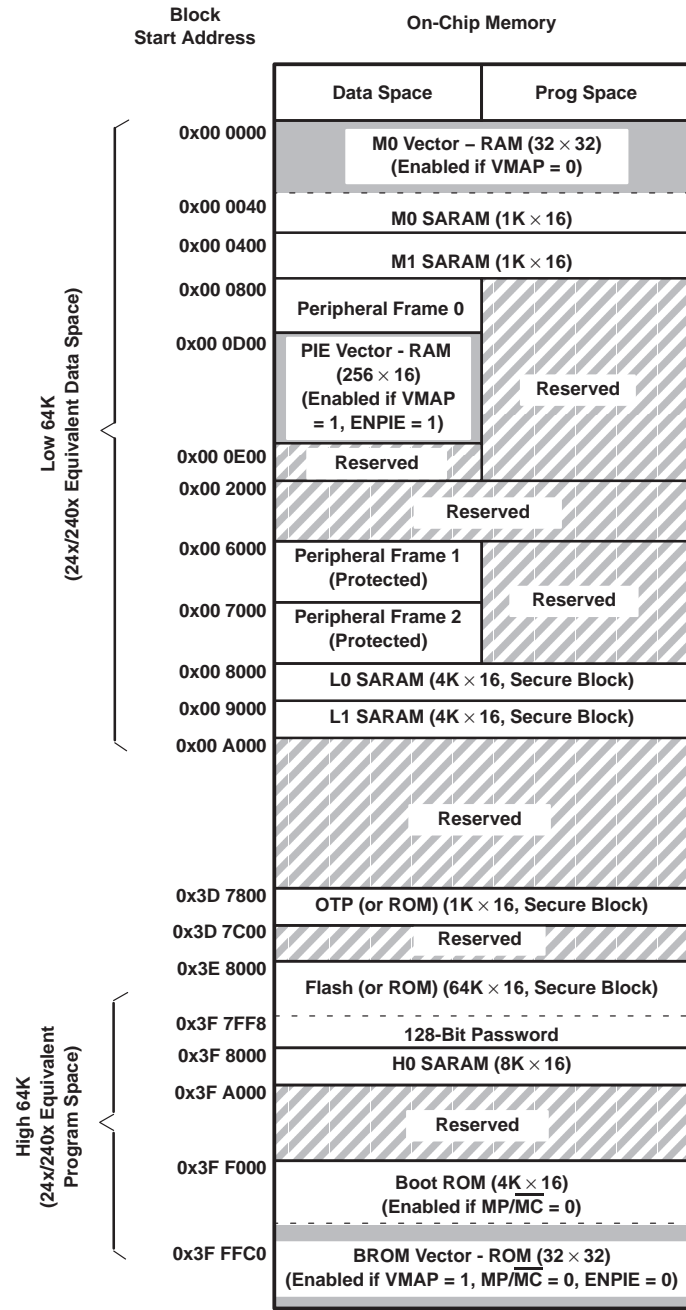 Block
Start Address
On-Chip Memory
Data Space
Prog Space
0x00 0000
M0 Vector – RAM (32 × 32)
(Enabled if VMAP = 0)
0x00 0040
M0 SARAM (1K × 16)
0x00 0400
M1 SARAM (1K × 16)
0x00 0800
Peripheral Frame 0
0x00 0D00
PIE Vector - RAM
(256 × 16)
(Enabled if VMAP
= 1, ENPIE = 1)
Reserved
0x00 0E00
Reserved
0x00 2000
Reserved
0x00 6000
Peripheral Frame 1
(Protected)
Reserved
0x00 7000
Peripheral Frame 2
(Protected)
0x00 8000
L0 SARAM (4K × 16, Secure Block)
0x00 9000
L1 SARAM (4K × 16, Secure Block)
0x00 A000
Reserved
Low 64K
(24x/240x Equivalent Data Space)
0x3D 7800
OTP (or ROM) (1K × 16, Secure Block)
0x3D 7C00
Reserved
0x3E 8000
Flash (or ROM) (64K × 16, Secure Block)
0x3F 7FF8
128-Bit Password
0x3F 8000
H0 SARAM (8K × 16)
0x3F A000
Reserved
0x3F F000
Boot ROM (4K × 16)
(Enabled if MP/M̅C̅ = 0)
0x3F FFC0
BROM Vector - ROM (32 × 32)
(Enabled if VMAP = 1, MP/M̅C̅ = 0, ENPIE = 0)
High 64K
(24x/240x Equivalent
Program Space)